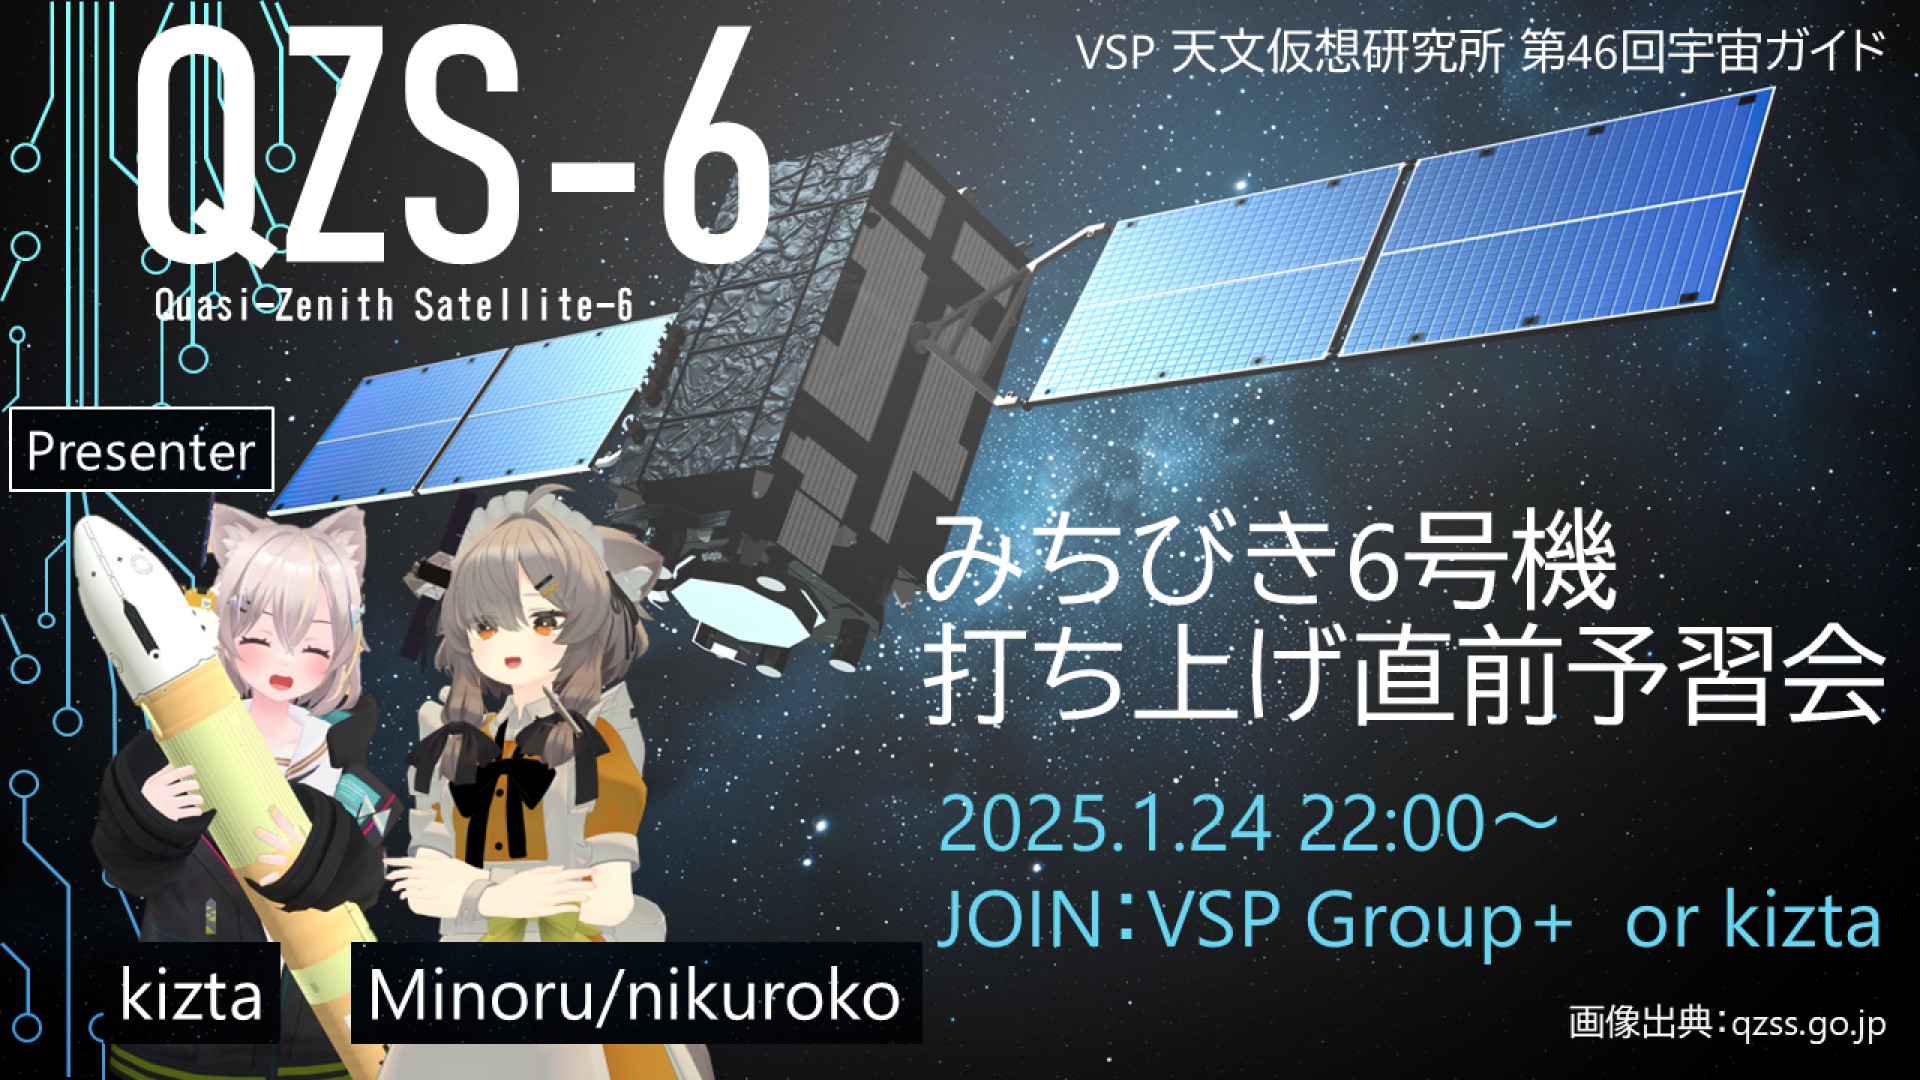 QZS-6
Quasi-Zenith Satellite-6
VSP 天文仮想研究所 第46回宇宙ガイド
Presenter
みちびき6号機
打ち上げ直前予習会
2025.1.24 22:00～
JOIN：VSP Group+ or kizta
kizta
Minoru/nikuroko
画像出典：qzss.go.jp